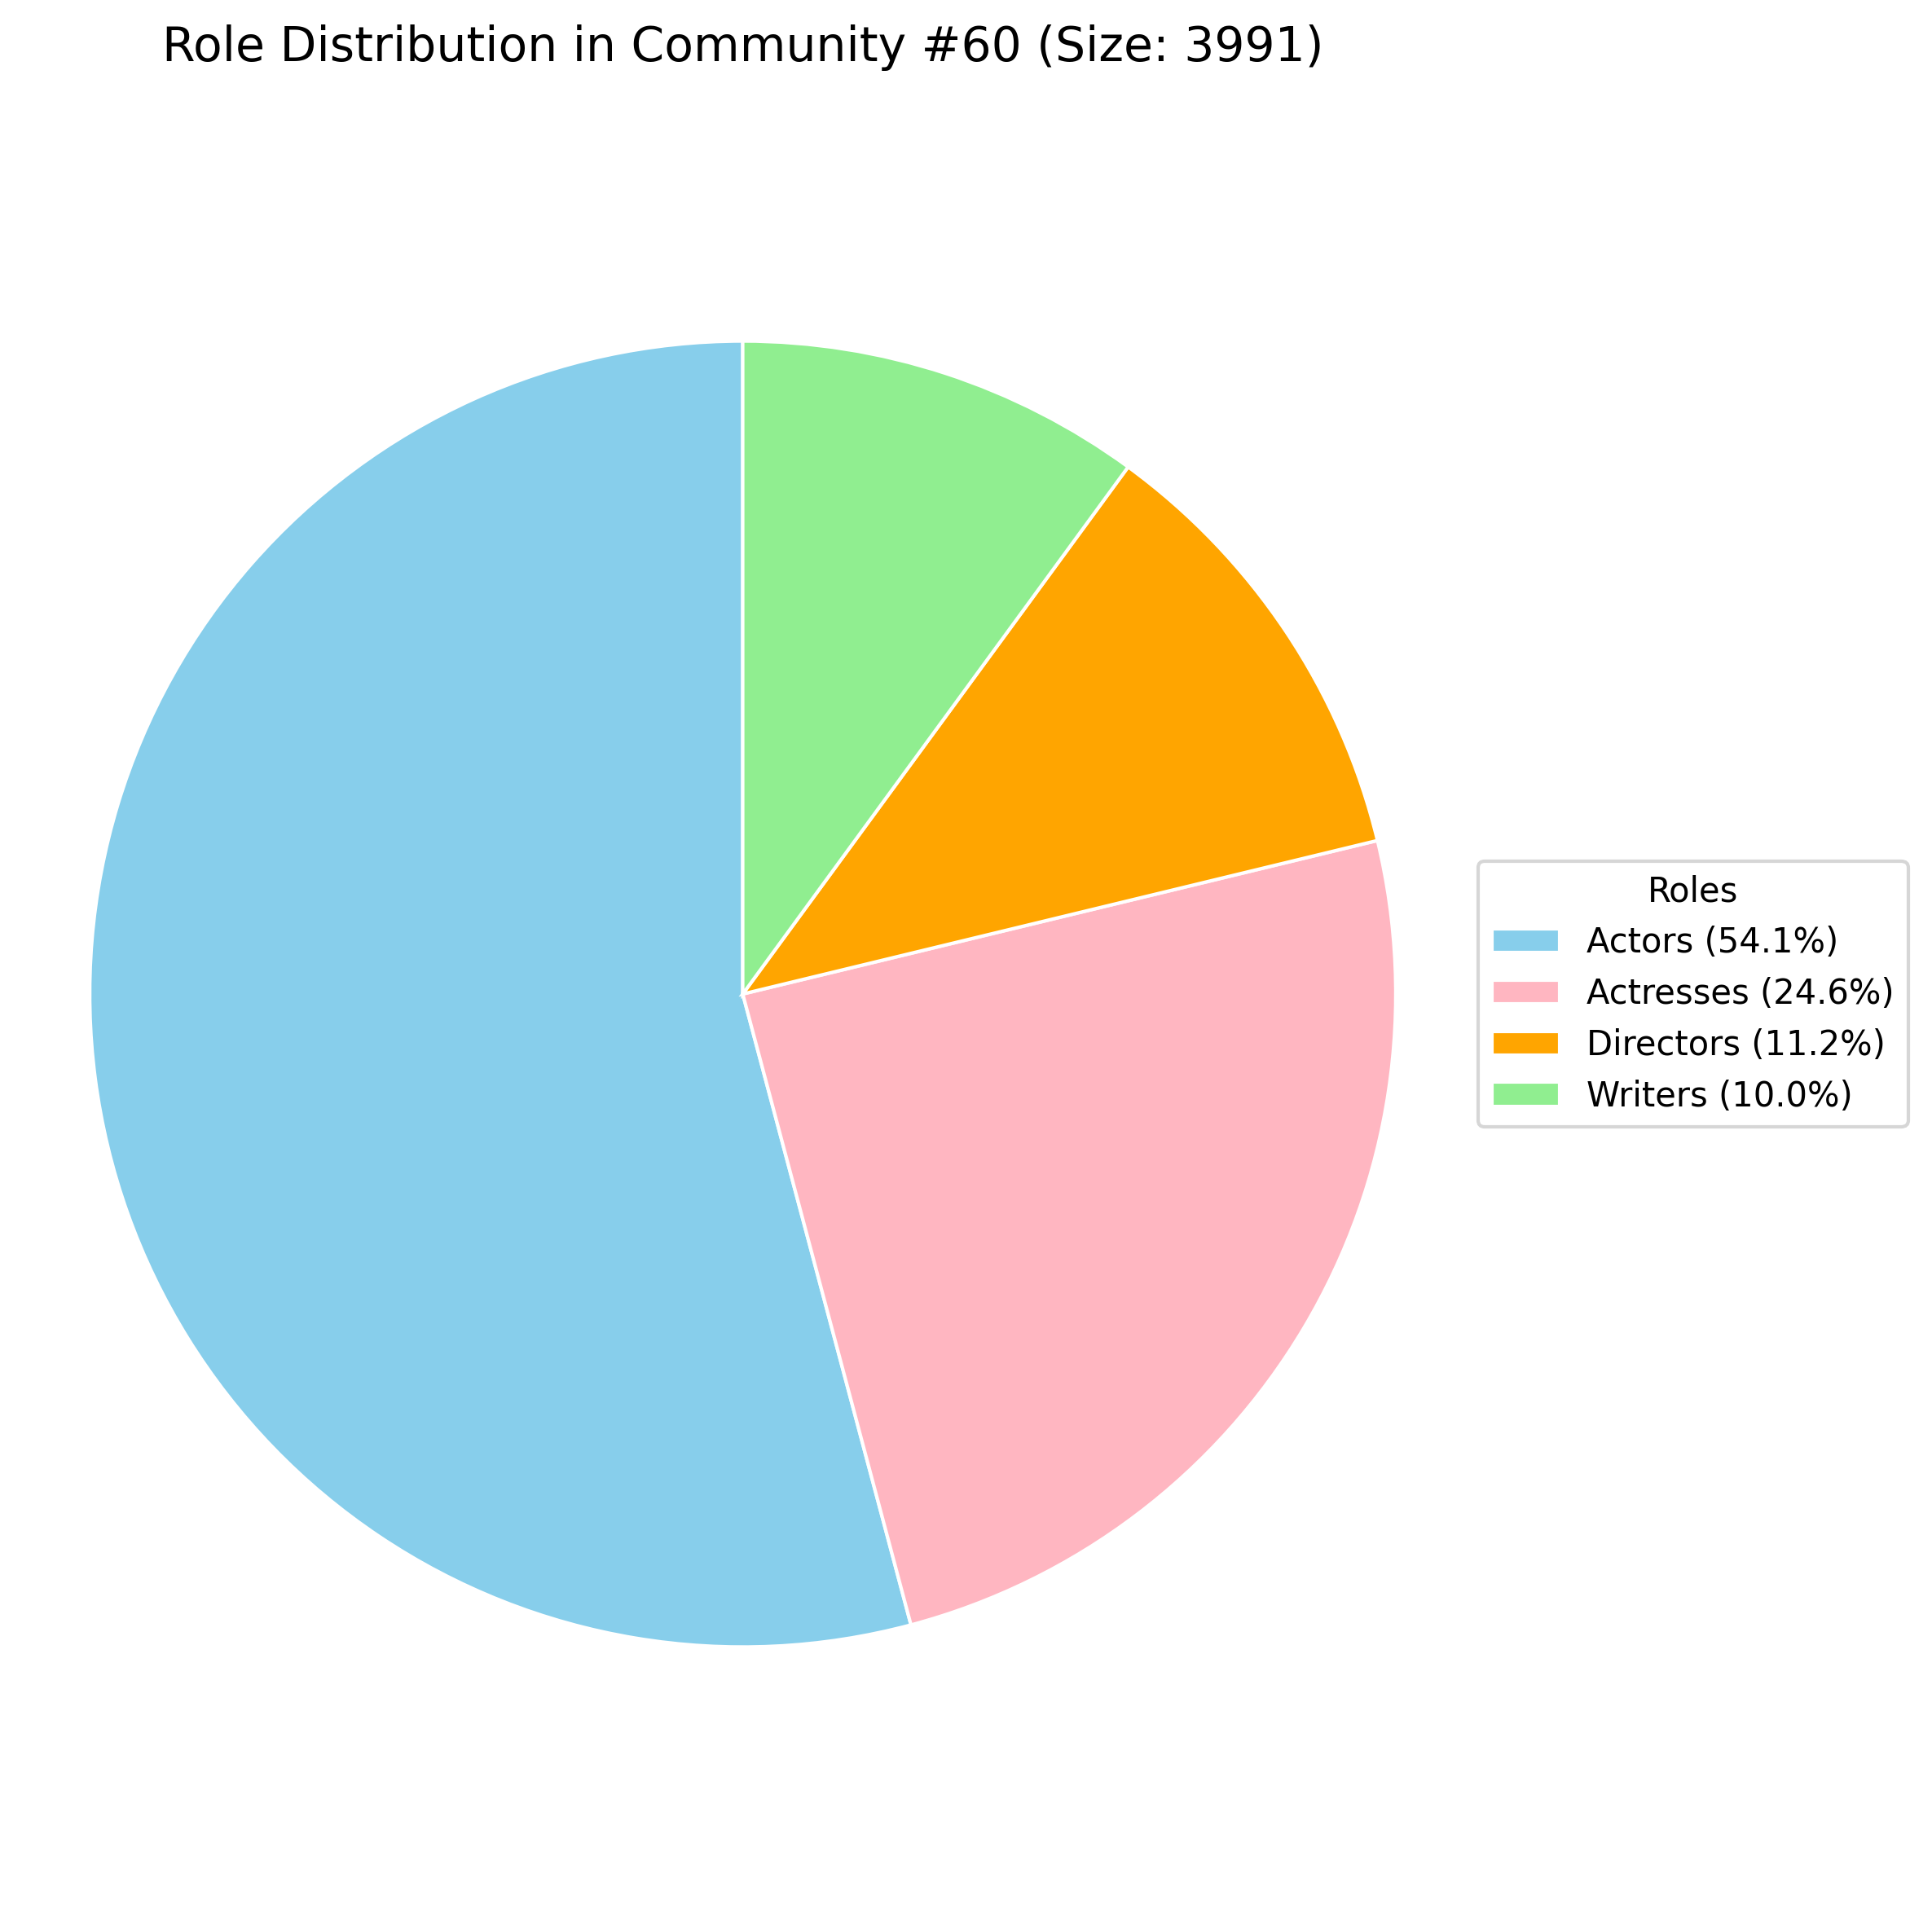 Role Distribution in Community #60 (Size: 3991)
Roles
Actors (54.1%)
Actresses (24.6%)
Directors (11.2%)
Writers (10.0%)